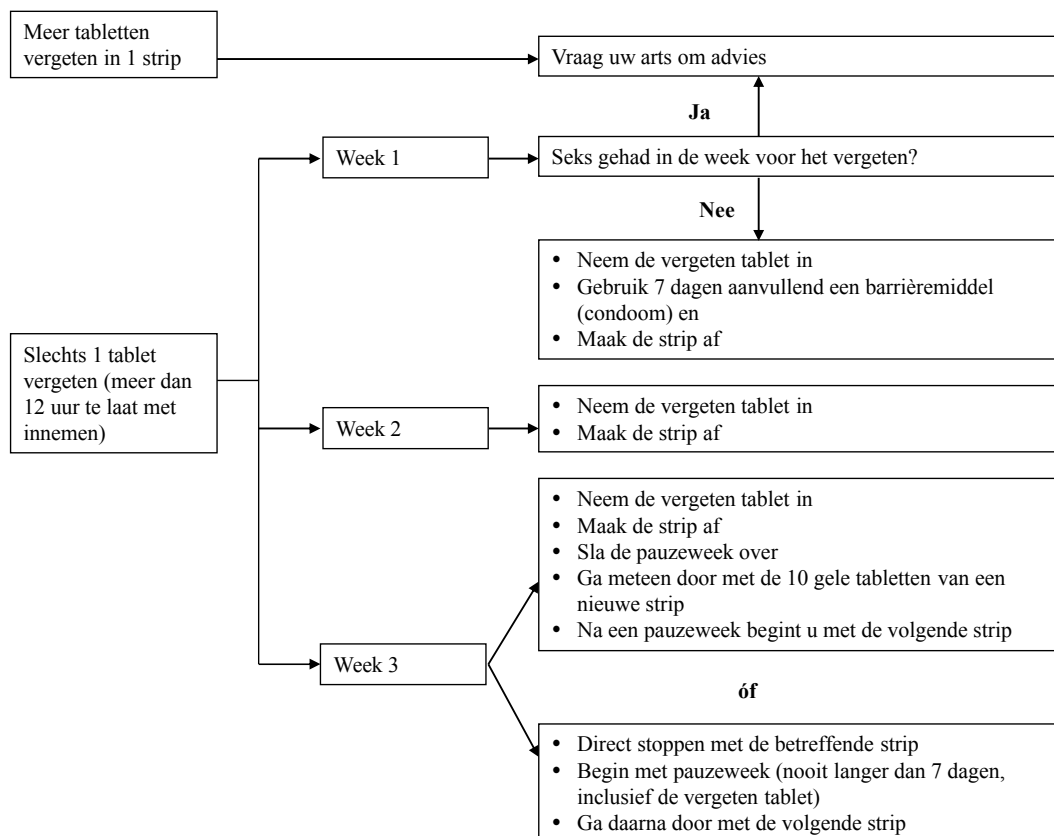 Meer tabletten
vergeten in 1 strip
Vraag uw arts om advies
Ja
Week 1
Seks gehad in de week voor het vergeten?
Nee
• Neem de vergeten tablet in
• Gebruik 7 dagen aanvullend een barrièremiddel
(condoom) en
• Maak de strip af
Slechts 1 tablet
vergeten (meer dan
12 uur te laat met
innemen)
Week 2
• Neem de vergeten tablet in
• Maak de strip af
• Neem de vergeten tablet in
• Maak de strip af
• Sla de pauzeweek over
• Ga meteen door met de 10 gele tabletten van een
nieuwe strip
• Na een pauzeweek begint u met de volgende strip
Week 3
óf
• Direct stoppen met de betreffende strip
• Begin met pauzeweek (nooit langer dan 7 dagen,
inclusief de vergeten tablet)
• Ga daarna door met de volgende strip